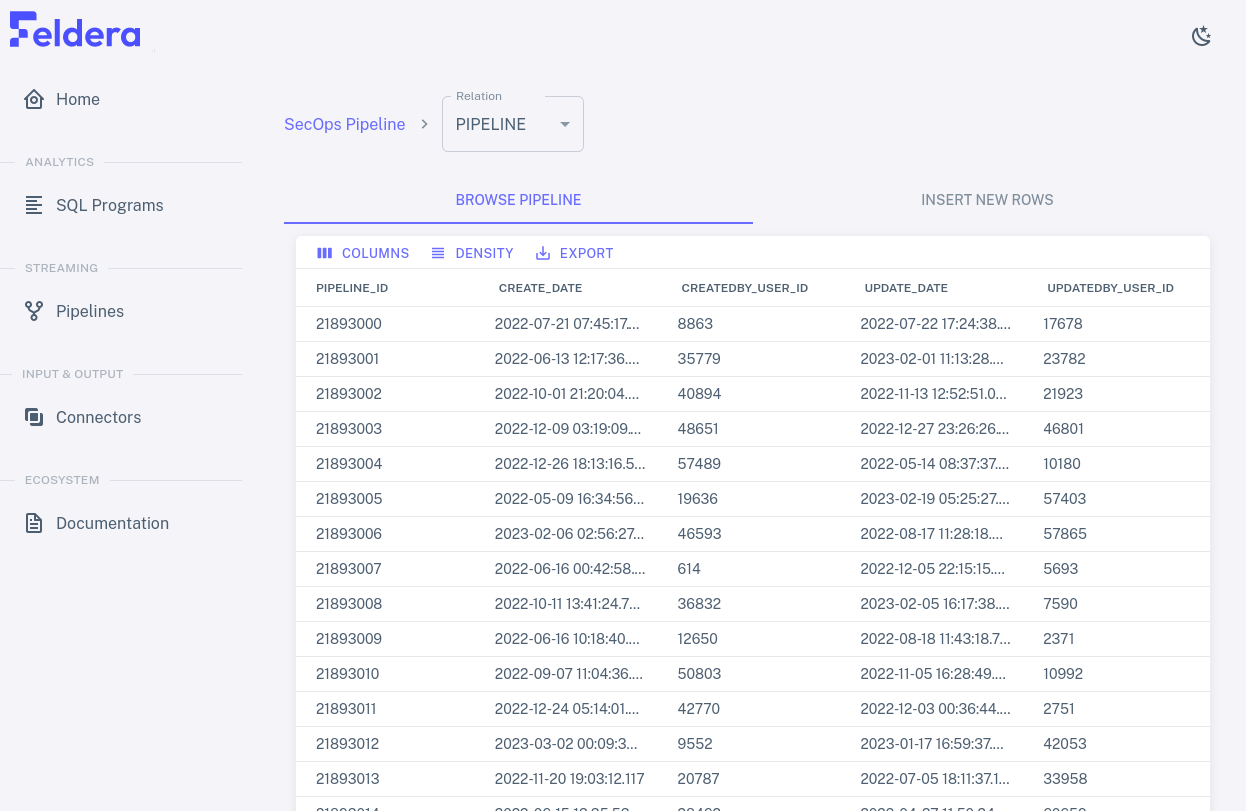 Feldera
Home
ANALYTICS
SQL Programs
STREAMING
Pipelines
INPUT & OUTPUT
Connectors
ECOSYSTEM
Documentation
SecOps Pipeline
Relation
PIPELINE
BROWSE PIPELINE INSERT NEW ROWS
COLUMNS DENSITY EXPORT
PIPELINE_ID CREATE_DATE CREATEDBY_USER_ID UPDATE_DATE UPDATEDBY_USER_ID
21893000 2022-07-21 07:45:17.... 8863 2022-07-22 17:24:38.... 17678
21893001 2022-06-13 12:17:36.... 35779 2023-02-01 11:13:28.... 23782
21893002 2022-10-01 21:20:04.... 40894 2022-11-13 12:52:51.0... 21923
21893003 2022-12-09 03:19:09.... 48651 2022-12-27 23:26:26.... 46801
21893004 2022-12-26 18:13:16.5... 57489 2022-05-14 08:37:37.... 10180
21893005 2022-05-09 16:34:56.... 19636 2023-02-19 05:25:27.... 57403
21893006 2023-02-06 02:56:27.... 46593 2022-08-17 11:28:18.... 57865
21893007 2022-06-16 00:42:58.... 614 2022-12-05 22:15:15.... 5693
21893008 2022-10-11 13:41:24.7... 36832 2023-02-05 16:17:38.... 7590
21893009 2022-06-16 10:18:40.... 12650 2022-08-18 11:43:18.7... 2371
21893010 2022-09-07 11:04:36.... 50803 2022-11-05 16:28:49.... 10992
21893011 2022-12-24 05:14:01.... 42770 2022-12-03 00:36:44.... 2751
21893012 2023-03-02 00:09:3... 9552 2023-01-17 16:59:37.... 42053
21893013 2022-11-20 19:03:12.117 20787 2022-07-05 18:11:37.1... 33958